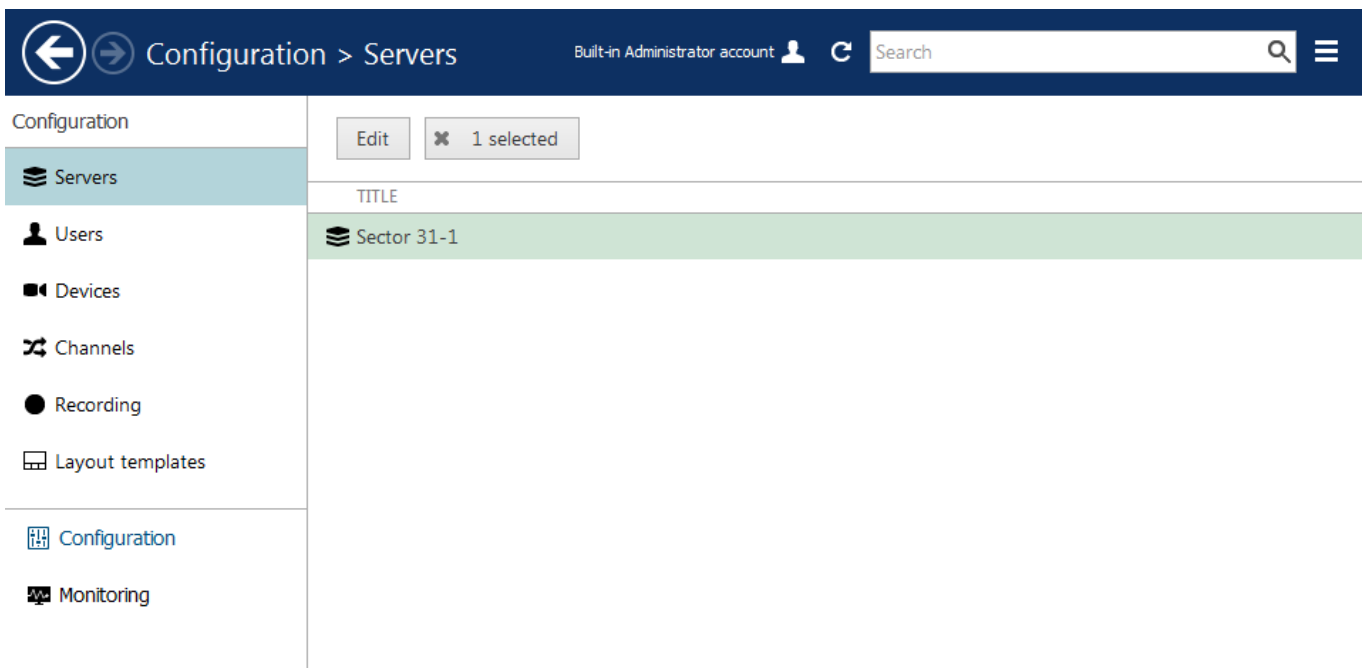 Configuration > Servers
Built-in Administrator account
Search
Configuration
Servers
Users
Devices
Channels
Recording
Layout templates
Configuration
Monitoring
Edit
1 selected
TITLE
Sector 31-1